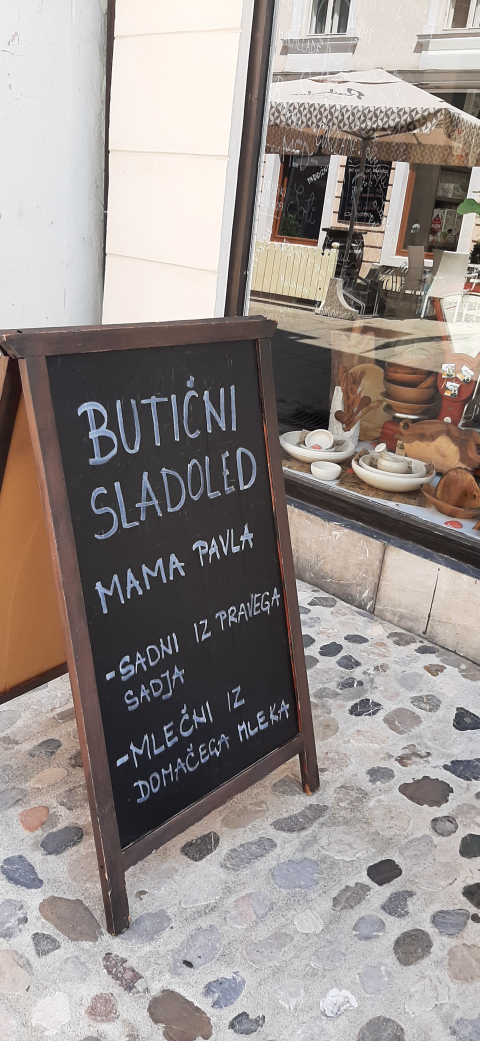 BUTIČNI
SLADOLED
MAMA PAVLA
-SADNI IZ PRAVEGA
SADJA
-MLEČNI IZ
DOMAČEGA MLEKA